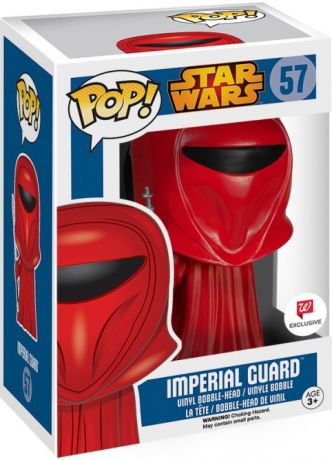 POP!
STAR
WARS
57
W
EXCLUSIVE
IMPERIAL GUARD™
VINYL BOBBLE-HEAD / VINYLE BOBBLE
LA TÊTE / BOBBLE-HEAD DE VINIL
WARNING! Choking Hazard.
May contain small parts.
AGE
3+
POP!
IMPERIAL GUARD
57